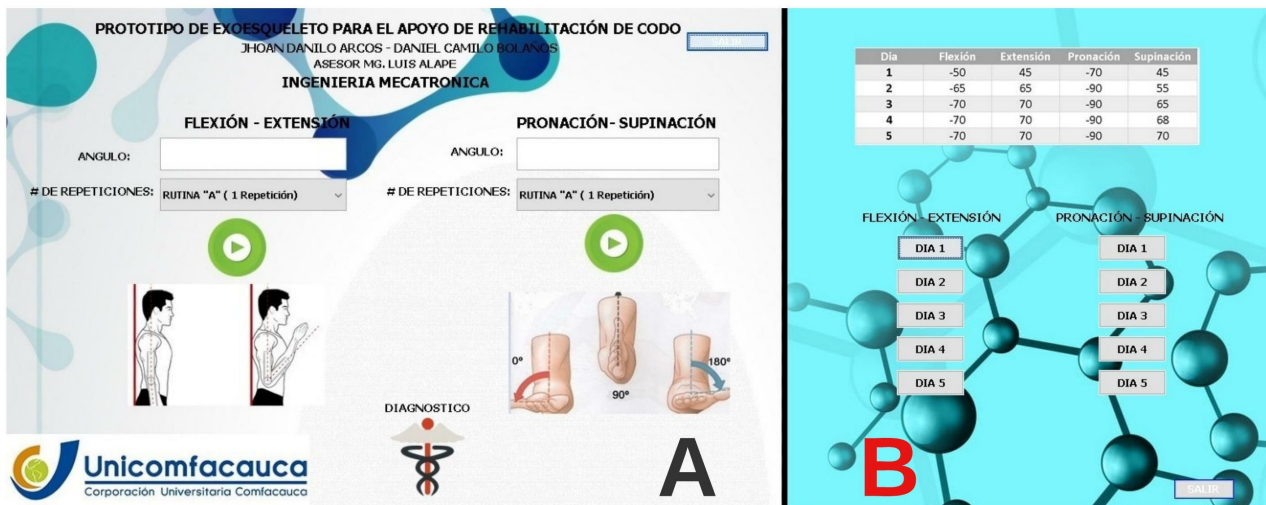 PROTOTIPO DE EXOESQUELETO PARA EL APOYO DE REHABILITACIÓN DE CODO
JHOAN DANILO ARCOS - DANIEL CAMILO BOLAÑOS
ASESOR MG. LUIS ALAPE
INGENIERIA MECATRONICA
SALIR
FLEXIÓN - EXTENSIÓN
ANGULO:
# DE REPETICIONES: RUTINA "A" ( 1 Repetición)
PRONACIÓN- SUPINACIÓN
ANGULO:
# DE REPETICIONES: RUTINA "A" ( 1 Repetición)
0°
90°
180°
DIAGNOSTICO
Unicomfacauca
Corporación Universitaria Comfacauca
A
Dia Flexión Extensión Pronación Supinación
1 -50 45 -70 45
2 -65 65 -90 55
3 -70 70 -90 65
4 -70 70 -90 68
5 -70 70 -90 70
FLEXIÓN - EXTENSIÓN PRONACIÓN - SUPINACIÓN
DIA 1 DIA 1
DIA 2 DIA 2
DIA 3 DIA 3
DIA 4 DIA 4
DIA 5 DIA 5
B
SALIR